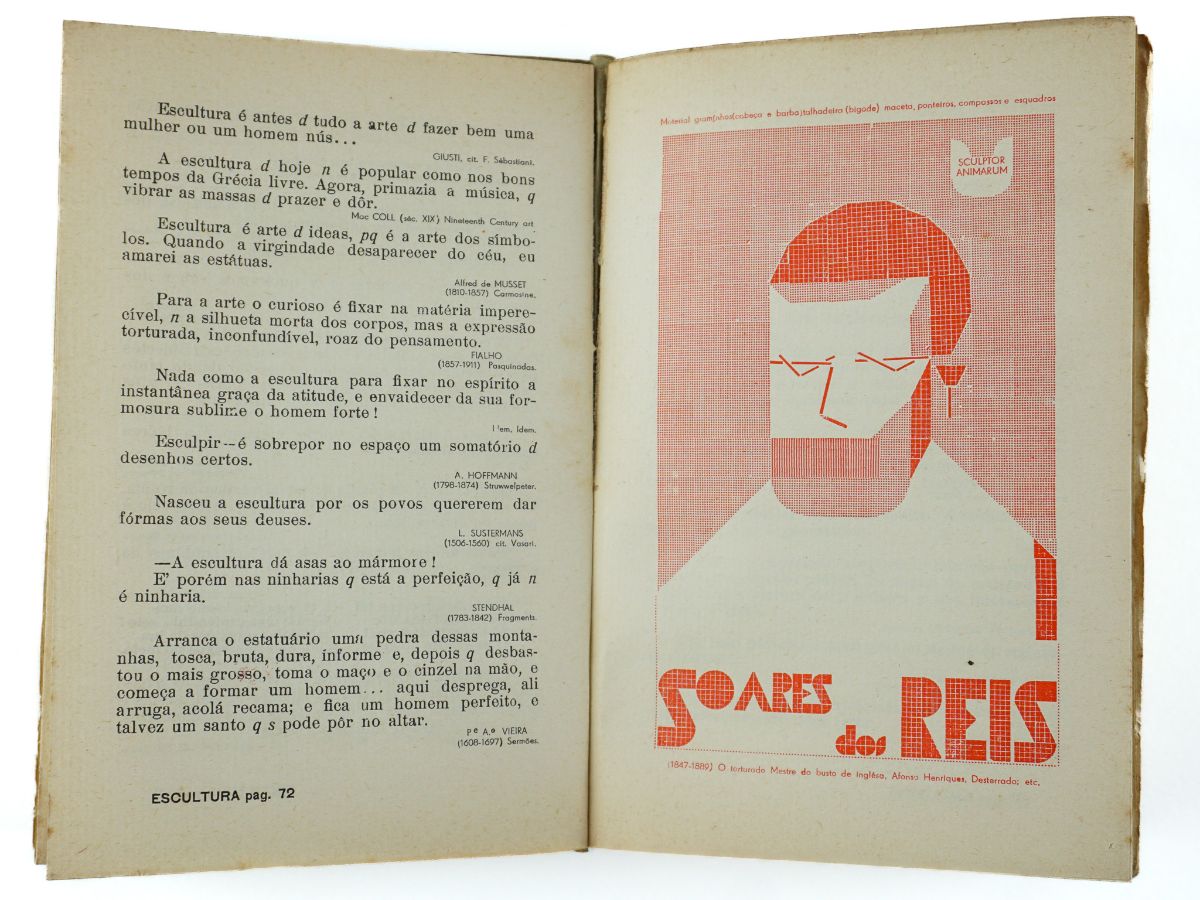 Escultura é antes d tudo a arte d fazer bem uma
mulher ou um homem nús...
GIUSTI, cit. F. Sébastiani.
A escultura d hoje n é popular como nos bons
tempos da Grécia livre. Agora, primazia a música, q
vibrar as massas d prazer e dôr.
Mac COLL (séc. XIX) Nineteenth Century art
Escultura é arte d ideas, pq é a arte dos símbo-
los. Quando a virgindade desaparecer do céu, eu
amarei as estátuas.
Alfred de MUSSET
(1810-1857) Carmosine.
Para a arte o curioso é fixar na matéria impere-
cível, n a silhueta morta dos corpos, mas a expressão
torturada, inconfundível, roaz do pensamento.
FIALHO
(1857-1911) Pasquinadas.
Nada como a escultura para fixar no espírito a
instantânea graça da atitude, e envaidecer da sua for-
mosura sublime o homem forte!
Idem, Idem.
Esculpir—é sobrepor no espaço um somatório d
desenhos certos.
A. HOFFMANN
(1798-1874) Struwwelpeter.
Nasceu a escultura por os povos quererem dar
fórmas aos seus deuses.
L. SUSTERMANS
(1506-1560) cit. Vasari.
—A escultura dá asas ao mármore!
E' porém nas ninharias q está a perfeição, q já n
é ninharia.
STENDHAL
(1783-1842) Fragments.
Arranca o estatuário uma pedra dessas monta-
nhas, tosca, bruta, dura, informe e, depois q desbas-
tou o mais grosso, toma o maço e o cinzel na mão, e
começa a formar um homem... aqui desprega, ali
arruga, acolá recama; e fica um homem perfeito, e
talvez um santo q s pode pôr no altar.
Pe A.o VIEIRA
(1608-1697) Sermões.
ESCULTURA pag. 72
Material: graminhos(cabeça e barba)talhadeira (bigode) maceta, ponteiros, compassos e esquadros
SCULPTOR
ANIMARUM
SOARES
dos REIS
(1847-1889) O torturado Mestre do busto de Inglêsa, Afonso Henriques, Desterrado; etc.